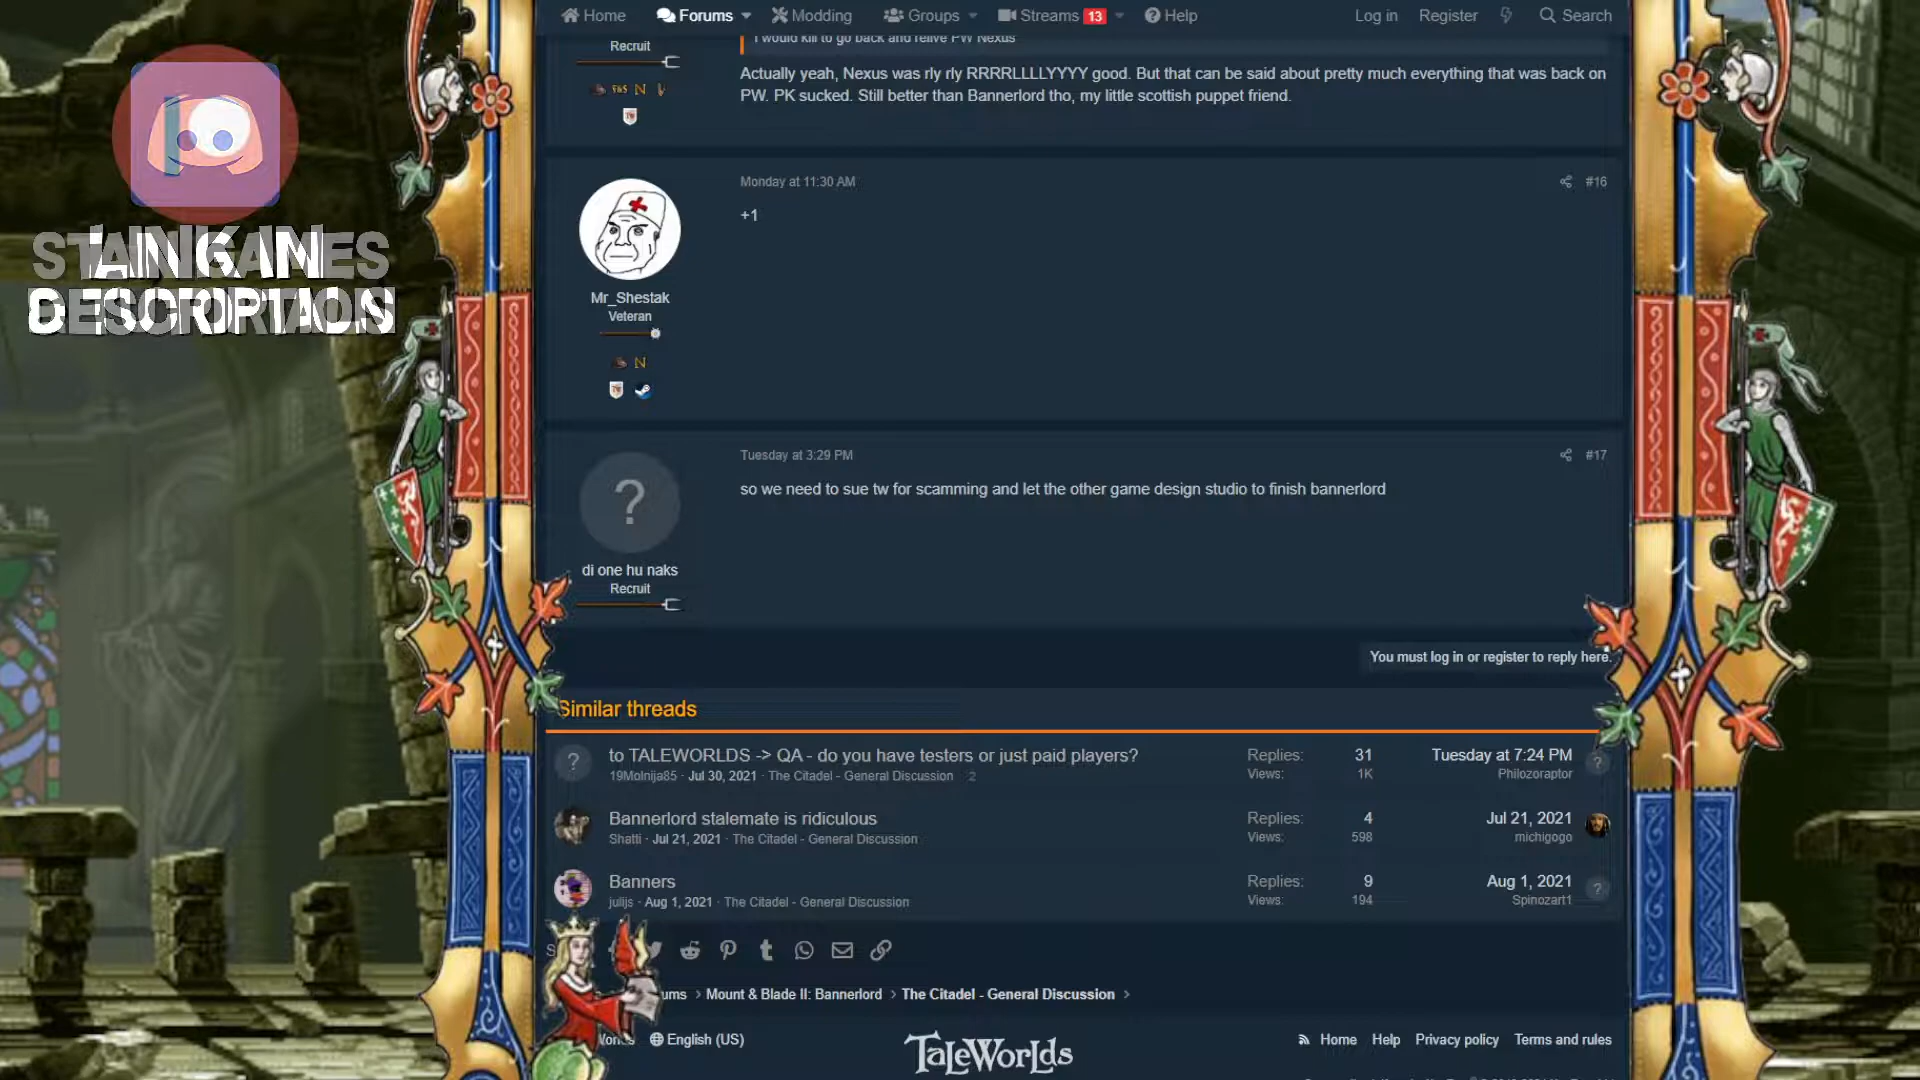 Home Forums Modding Groups Streams 13 Help Log in Register Search
Recruit
I would kill to go back and relive PW Nexus
Actually yeah, Nexus was rly rly RRRRLLLLYYYY good. But that can be said about pretty much everything that was back on
PW. PK sucked. Still better than Bannerlord tho, my little scottish puppet friend.
Monday at 11:30 AM #16
+1
Mr_Shestak
Veteran
Tuesday at 3:29 PM #17
so we need to sue tw for scamming and let the other game design studio to finish bannerlord
di one hu naks
Recruit
You must log in or register to reply here.
Similar threads
to TALEWORLDS -> QA - do you have testers or just paid players? Replies: 31 Tuesday at 7:24 PM
19Molnija85 · Jul 30, 2021 · The Citadel - General Discussion 2 Views: 1K Philozoraptor
Bannerlord stalemate is ridiculous Replies: 4 Jul 21, 2021
Shatti · Jul 21, 2021 · The Citadel - General Discussion Views: 598 michigogo
Banners Replies: 9 Aug 1, 2021
julijs · Aug 1, 2021 · The Citadel - General Discussion Views: 194 Spinozart1
Mount & Blade II: Bannerlord The Citadel - General Discussion
English (US) TaleWorlds Home Help Privacy policy Terms and rules